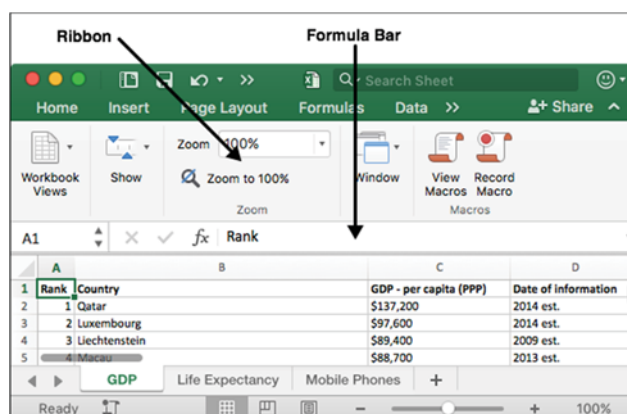 Ribbon Formula Bar
Search Sheet
Home Insert Page Layout Formulas Data >> Share
Workbook Views
Show
Zoom 100%
Zoom to 100%
Zoom
Window
View Macros
Record Macro
Macros
A1 fx Rank
A B C D
1 Rank Country GDP - per capita (PPP) Date of information
2 1 Qatar $137,200 2014 est.
3 2 Luxembourg $97,600 2014 est.
4 3 Liechtenstein $89,400 2009 est.
5 4 Macau $88,700 2013 est.
GDP Life Expectancy Mobile Phones +
Ready − + 100%